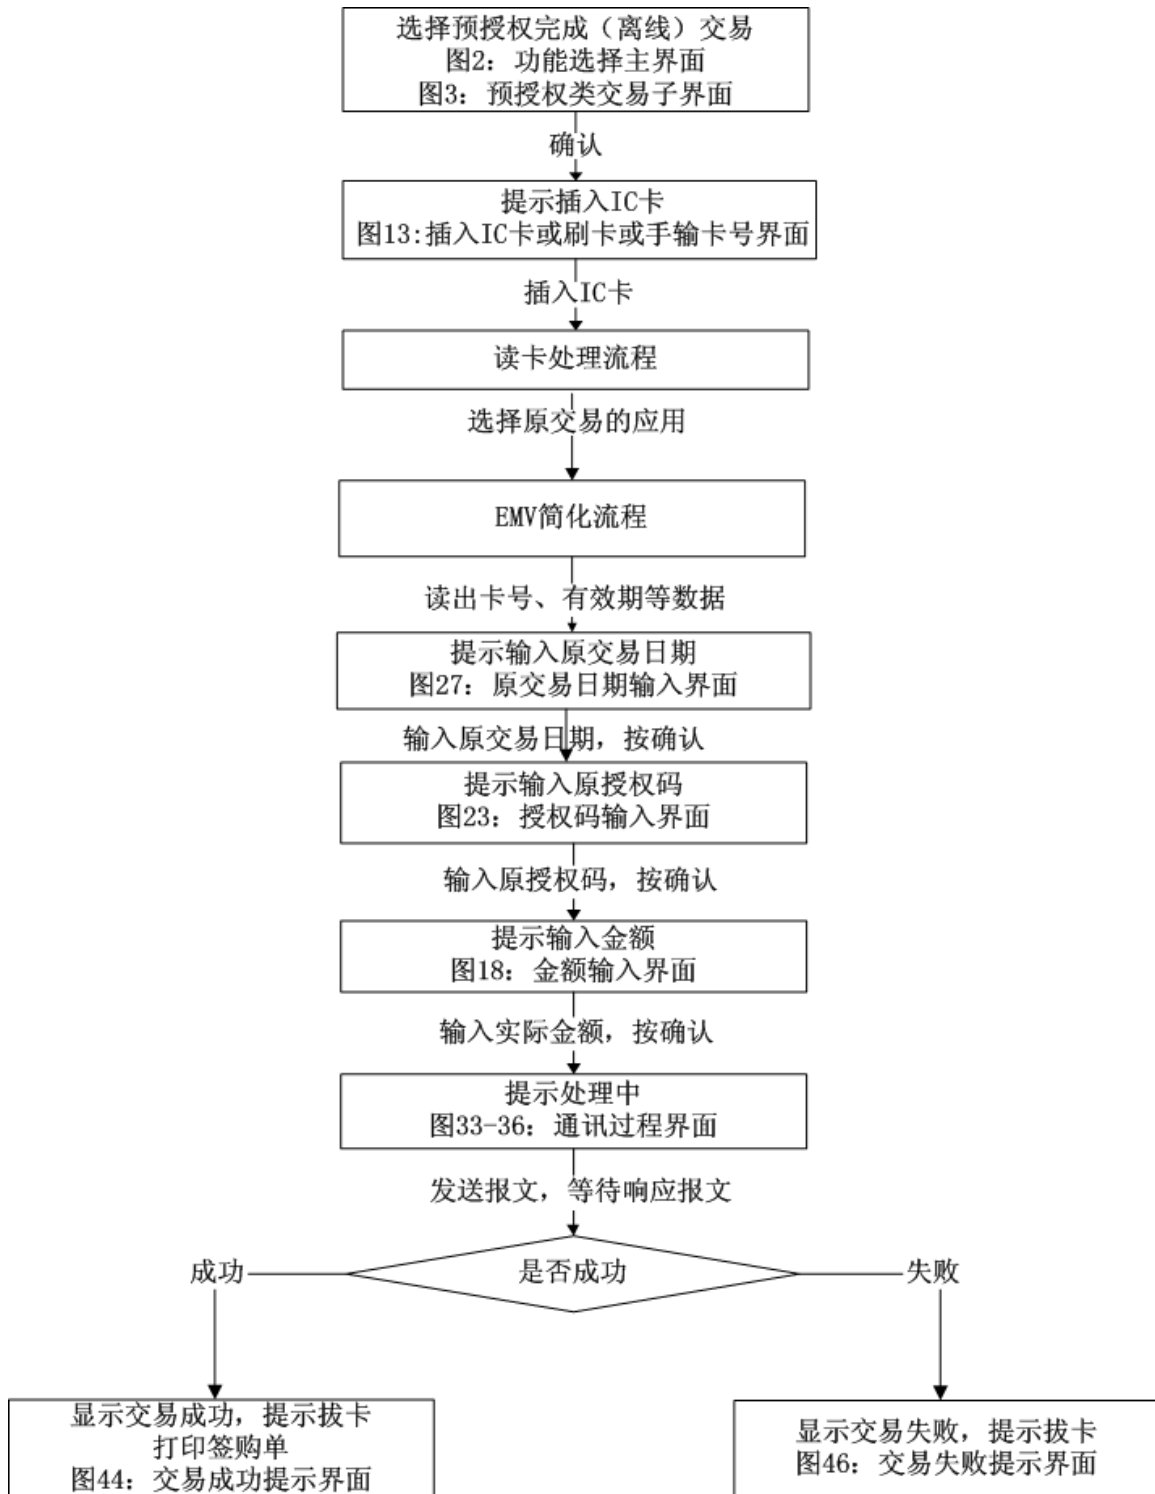 选择预授权完成（离线）交易
图2：功能选择主界面
图3：预授权类交易子界面
确认
提示插入IC卡
图13:插入IC卡或刷卡或手输卡号界面
插入IC卡
读卡处理流程
选择原交易的应用
EMV简化流程
读出卡号、有效期等数据
提示输入原交易日期
图27：原交易日期输入界面
输入原交易日期，按确认
提示输入原授权码
图23：授权码输入界面
输入原授权码，按确认
提示输入金额
图18：金额输入界面
输入实际金额，按确认
提示处理中
图33-36：通讯过程界面
发送报文，等待响应报文
是否成功
成功
失败
显示交易成功，提示拔卡
打印签购单
图44：交易成功提示界面
显示交易失败，提示拔卡
图46：交易失败提示界面